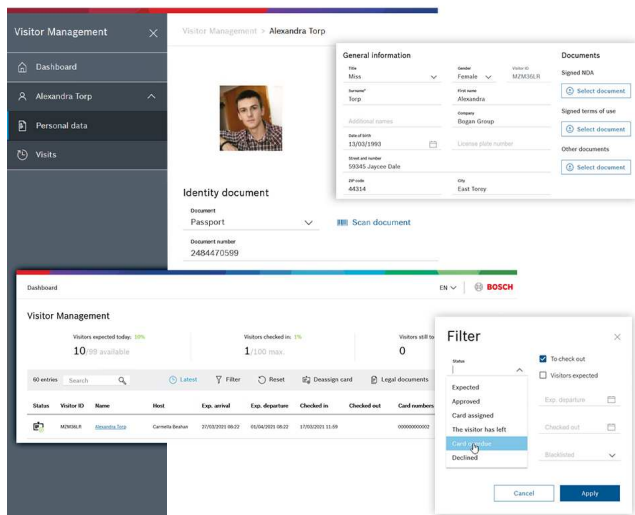 Visitor Management
Visitor Management > Alexandra Torp
Dashboard
Alexandra Torp
Personal data
Visits
General information
Title
Miss
Gender
Female
Visitor ID
MZM36LR
Surname*
Torp
First name
Alexandra
Additional names
Company
Gogan Group
Date of birth
13/03/1993
License plate number
Street and number
59345 Jaycee Dale
ZIP code
44314
City
East Torey
Documents
Signed NDA
Select document
Signed terms of use
Select document
Other documents
Select document
Identity document
Document
Passport
Scan document
Document number
2484470599
Dashboard
EN
BOSCH
Visitor Management
Visitors expected today: 10%
10/99 available
Visitors checked in: 1%
1/100 max.
Visitors still to
0
60 entries
Search
Latest
Filter
Reset
Deassign card
Legal documents
Status Visitor ID Name Host Exp. arrival Exp. departure Checked in Checked out Card numbers
MZM36LR Alexandra Torp Carmella Beahan 27/03/2021 08:22 01/04/2021 08:22 17/03/2021 11:59 000000000002
Filter
Status
To check out
Visitors expected
Expected
Approved
Card assigned
The visitor has left
Card overdue
Declined
Exp. departure
Checked out
Blacklisted
Cancel
Apply